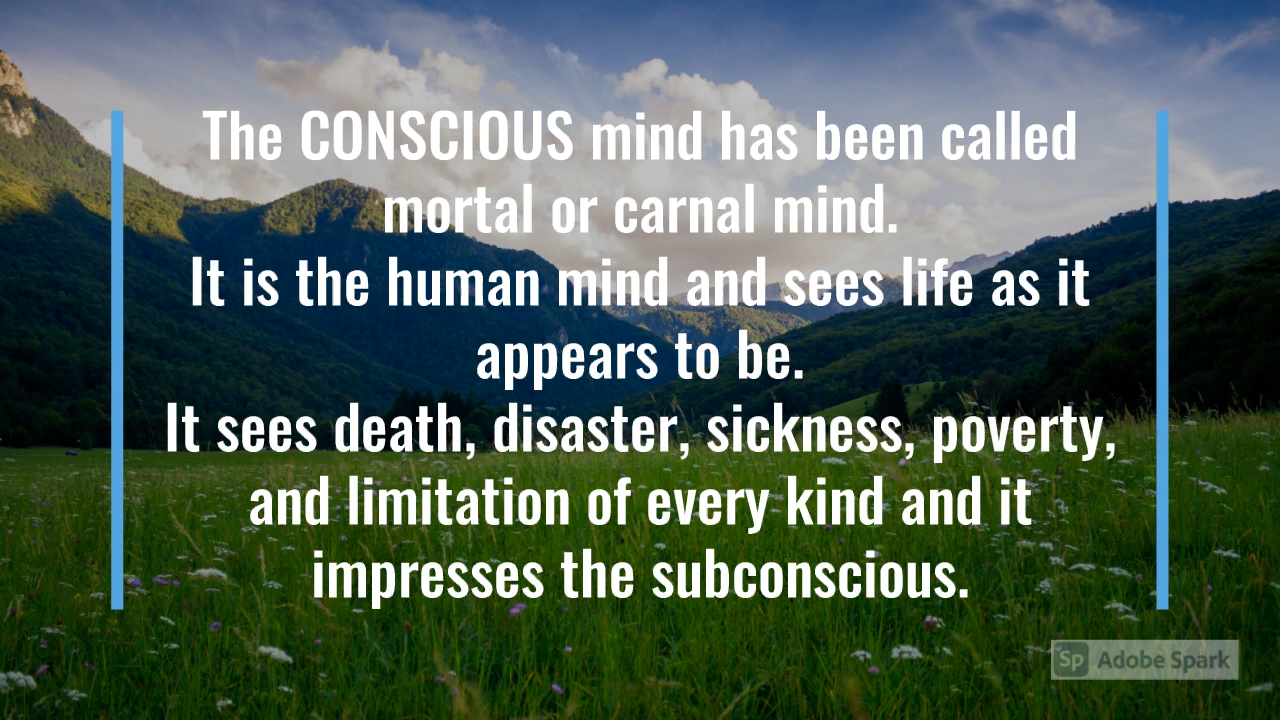 The CONSCIOUS mind has been called
mortal or carnal mind.
It is the human mind and sees life as it
appears to be.
It sees death, disaster, sickness, poverty,
and limitation of every kind and it
impresses the subconscious.
Sp Adobe Spark